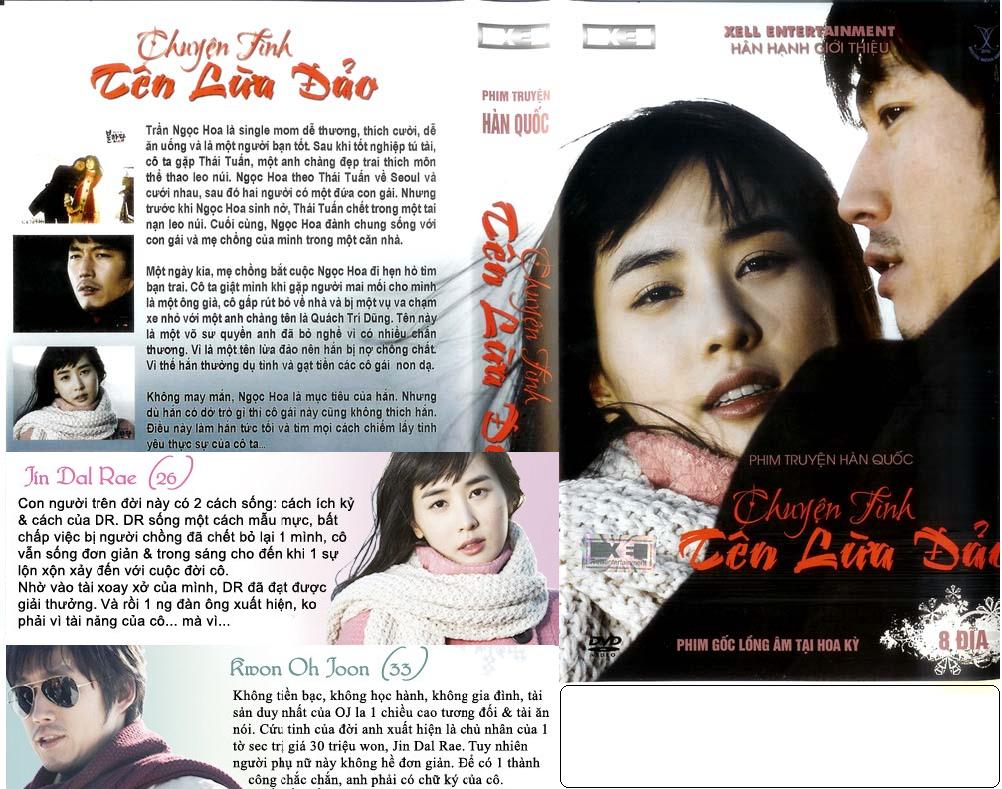 Chuyện Tình
Tên Lừa Đảo
Trần Ngọc Hoa là single mom dễ thương, thích cười, dễ
ăn uống và là một người bạn tốt. Sau khi tốt nghiệp tú tài,
cô ta gặp Thái Tuấn, một anh chàng đẹp trai thích môn
thể thao leo núi. Ngọc Hoa theo Thái Tuấn về Seoul và
cưới nhau, sau đó hai người có một đứa con gái. Nhưng
trước khi Ngọc Hoa sinh nở, Thái Tuấn chết trong một tai
nạn leo núi. Cuối cùng, Ngọc Hoa đành chung sống với
con gái và mẹ chồng của mình trong một căn nhà.
Một ngày kia, mẹ chồng bắt cuộc Ngọc Hoa đi hẹn hò tìm
bạn trai. Cô ta giật mình khi gặp người mai mối cho mình
là một ông già, cô gấp rút bỏ về nhà và bị một vụ va chạm
xe nhỏ với một anh chàng tên là Quách Trí Dũng. Tên này
là một võ sư quyền anh đã bỏ nghề vì có nhiều chấn
thương. Vì là một tên lừa đảo nên hắn bị nợ chồng chất.
Vì thế hắn thường dụ tình và gạt tiền các cô gái non dạ.
Không may mắn, Ngọc Hoa là mục tiêu của hắn. Nhưng
dù hắn có dở trò gì thì cô gái này cũng không thích hắn.
Điều này làm hắn tức tối và tìm mọi cách chiếm lấy tình
yêu thực sự của cô ta...
불한당
Jin Dal Rae (26)
Con người trên đời này có 2 cách sống: cách ích kỷ
& cách của DR. DR sống một cách mẫu mực, bất
chấp việc bị người chồng đã chết bỏ lại 1 mình, cô
vẫn sống đơn giản & trong sáng cho đến khi 1 sự
lộn xộn xảy đến với cuộc đời cô.
Nhờ vào tài xoay xở của mình, DR đã đạt được
giải thưởng. Và rồi 1 ng đàn ông xuất hiện, ko
phải vì tài năng của cô... mà vì...
Kwon Oh Joon (33)
Không tiền bạc, không học hành, không gia đình, tài
sản duy nhất của OJ la 1 chiều cao tương đối & tài ăn
nói. Cứu tinh của đời anh xuất hiện là chủ nhân của 1
tờ sec trị giá 30 triệu won, Jin Dal Rae. Tuy nhiên
người phụ nữ này không hề đơn giản. Để có 1 thành
công chắc chắn, anh phải có chữ ký của cô.
XEL
PHIM TRUYỆN
HÀN QUỐC
Chuyện Tình
Tên Lừa Đ
XEL
XELL ENTERTAINMENT
HÂN HẠNH GIỚI THIỆU
PHIM TRUYỆN HÀN QUỐC
Chuyện Tình
Tên Lừa Đảo
XEL
DVD
VIDEO
PHIM GỐC LỒNG ÂM TẠI HOA KỲ
8 ĐĨA